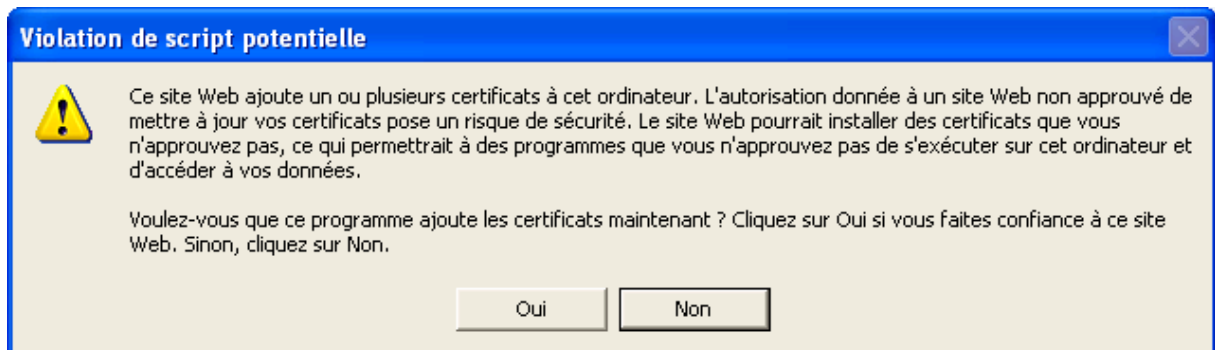 Violation de script potentielle
Ce site Web ajoute un ou plusieurs certificats à cet ordinateur. L'autorisation donnée à un site Web non approuvé de
mettre à jour vos certificats pose un risque de sécurité. Le site Web pourrait installer des certificats que vous
n'approuvez pas, ce qui permettrait à des programmes que vous n'approuvez pas de s'exécuter sur cet ordinateur et
d'accéder à vos données.
Voulez-vous que ce programme ajoute les certificats maintenant ? Cliquez sur Oui si vous faites confiance à ce site
Web. Sinon, cliquez sur Non.
Oui Non